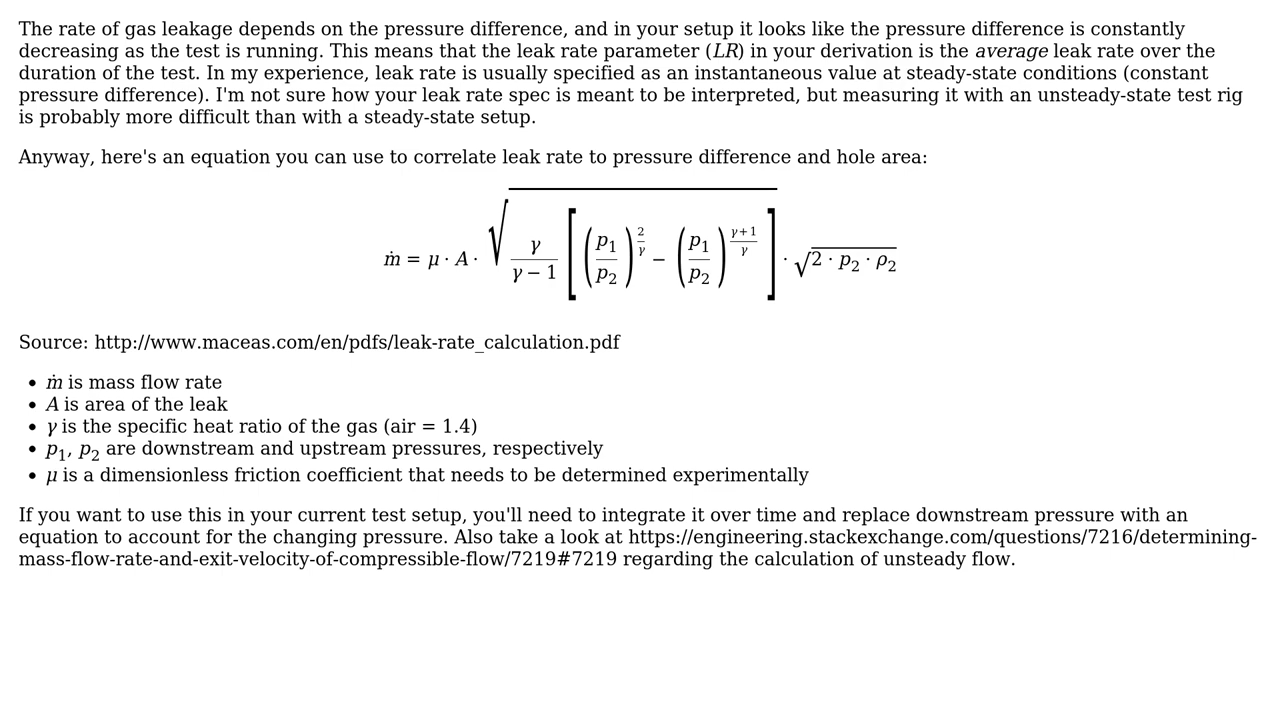 The rate of gas leakage depends on the pressure difference, and in your setup it looks like the pressure difference is constantly
decreasing as the test is running. This means that the leak rate parameter (LR) in your derivation is the average leak rate over the
duration of the test. In my experience, leak rate is usually specified as an instantaneous value at steady-state conditions (constant
pressure difference). I'm not sure how your leak rate spec is meant to be interpreted, but measuring it with an unsteady-state test rig
is probably more difficult than with a steady-state setup.
Anyway, here's an equation you can use to correlate leak rate to pressure difference and hole area:
ṁ = μ · A · √(γ/(γ − 1) [(p₁/p₂)^(2/γ) − (p₁/p₂)^((γ+1)/γ)]) · √(2 · p₂ · ρ₂)
Source: http://www.maceas.com/en/pdfs/leak-rate_calculation.pdf
• ṁ is mass flow rate
• A is area of the leak
• γ is the specific heat ratio of the gas (air = 1.4)
• p₁, p₂ are downstream and upstream pressures, respectively
• μ is a dimensionless friction coefficient that needs to be determined experimentally
If you want to use this in your current test setup, you'll need to integrate it over time and replace downstream pressure with an
equation to account for the changing pressure. Also take a look at https://engineering.stackexchange.com/questions/7216/determining-
mass-flow-rate-and-exit-velocity-of-compressible-flow/7219#7219 regarding the calculation of unsteady flow.